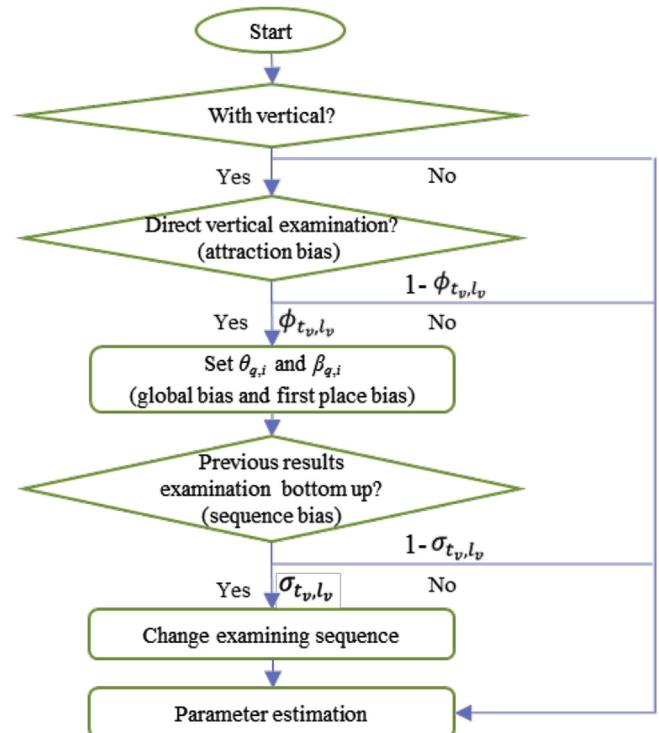 Start
With vertical?
Yes No
Direct vertical examination?
(attraction bias)
1- ϕ_{t_v,l_v}
Yes ϕ_{t_v,l_v} No
Set θ_{q,i} and β_{q,i}
(global bias and first place bias)
Previous results
examination bottom up?
(sequence bias)
1- σ_{t_v,l_v}
Yes σ_{t_v,l_v} No
Change examining sequence
Parameter estimation